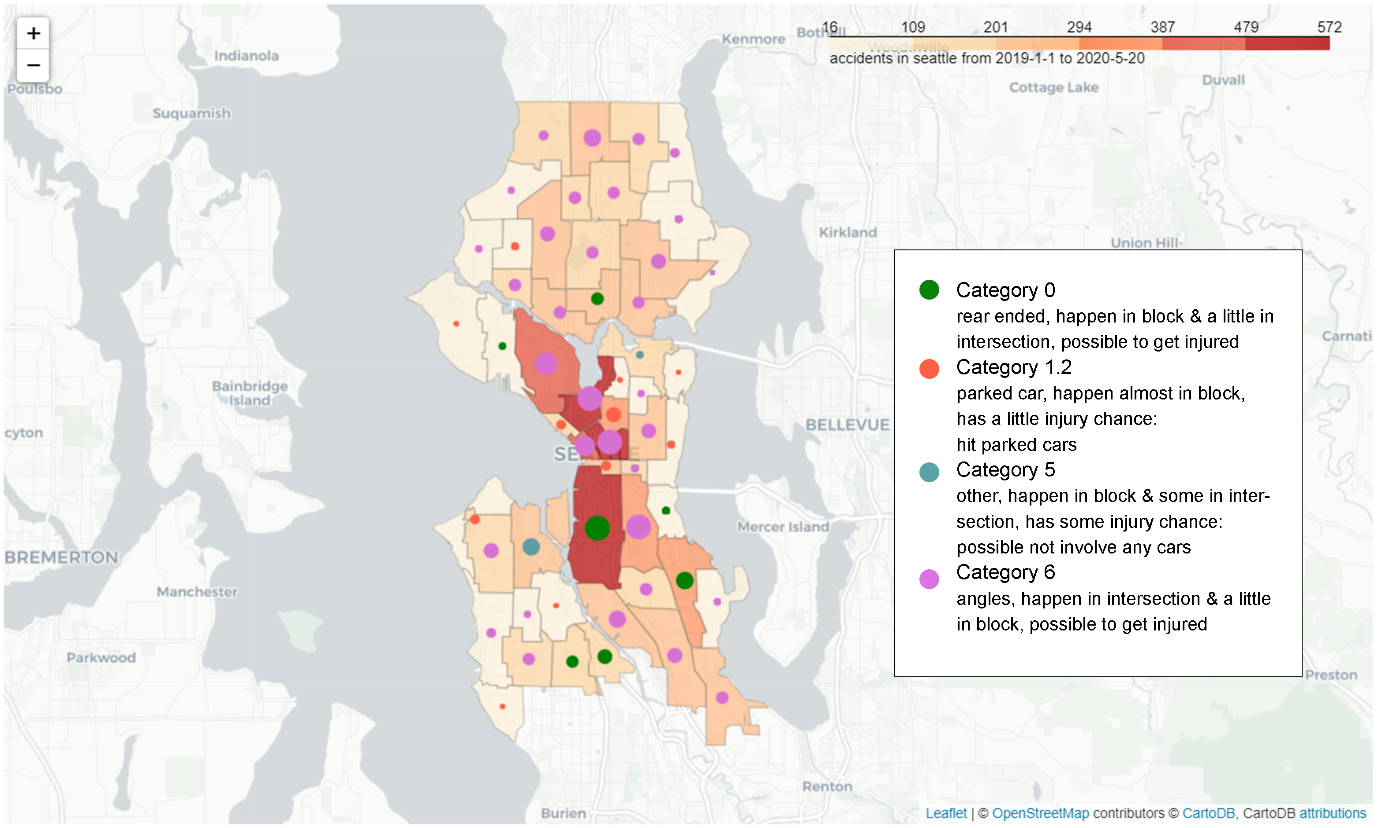 +
−
16 109 201 294 387 479 572
accidents in seattle from 2019-1-1 to 2020-5-20
Kenmore
Bothell
Woodinville
Indianola
Poulsbo
Suquamish
Cottage Lake
Duvall
Kirkland
Union Hill-
Carnati
Bainbridge
Island
cyton
BELLEVUE
SE
E
Mercer Island
BREMERTON
Manchester
Parkwood
Preston
Renton
Burien
Category 0
rear ended, happen in block & a little in
intersection, possible to get injured
Category 1.2
parked car, happen almost in block,
has a little injury chance:
hit parked cars
Category 5
other, happen in block & some in inter-
section, has some injury chance:
possible not involve any cars
Category 6
angles, happen in intersection & a little
in block, possible to get injured
Leaflet | © OpenStreetMap contributors © CartoDB, CartoDB attributions